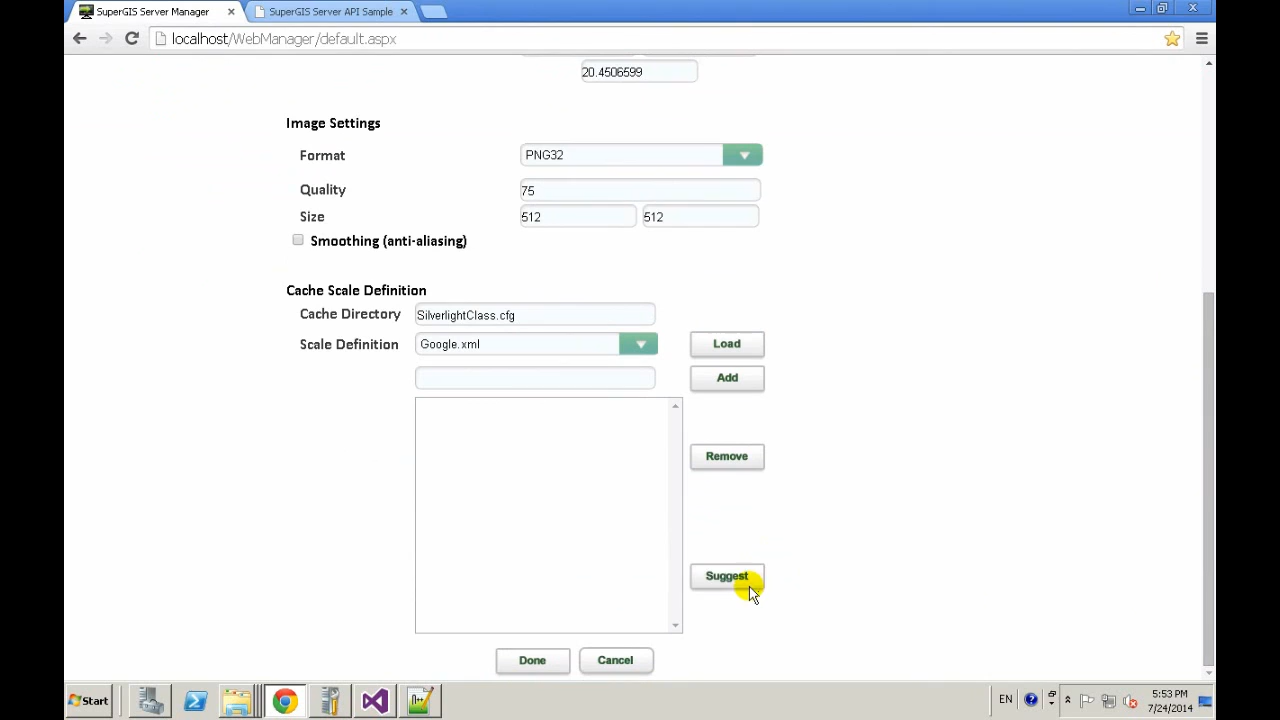 SuperGIS Server Manager
SuperGIS Server API Sample
localhost/WebManager/default.aspx
20.4506599
Image Settings
Format PNG32
Quality 75
Size 512 512
Smoothing (anti-aliasing)
Cache Scale Definition
Cache Directory SilverlightClass.cfg
Scale Definition Google.xml Load
Add
Remove
Suggest
Done Cancel
Start EN 5:53 PM
7/24/2014